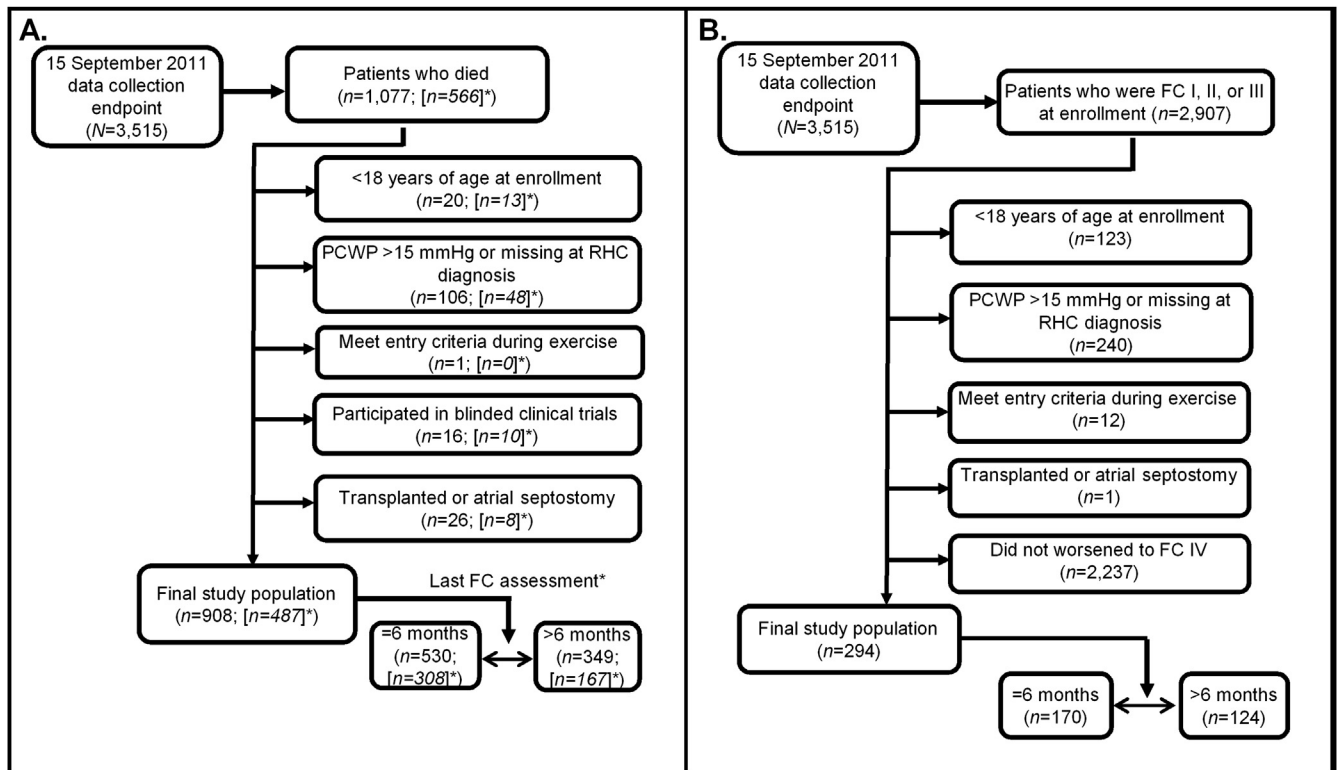 A.
15 September 2011
data collection
endpoint
(N=3,515)
Patients who died
(n=1,077; [n=566]*)
<18 years of age at enrollment
(n=20; [n=13]*)
PCWP >15 mmHg or missing at RHC
diagnosis
(n=106; [n=48]*)
Meet entry criteria during exercise
(n=1; [n=0]*)
Participated in blinded clinical trials
(n=16; [n=10]*)
Transplanted or atrial septostomy
(n=26; [n=8]*)
Final study population
(n=908; [n=487]*)
Last FC assessment*
=6 months
(n=530;
[n=308]*)
>6 months
(n=349;
[n=167]*)
B.
15 September 2011
data collection
endpoint
(N=3,515)
Patients who were FC I, II, or III
at enrollment (n=2,907)
<18 years of age at enrollment
(n=123)
PCWP >15 mmHg or missing at
RHC diagnosis
(n=240)
Meet entry criteria during exercise
(n=12)
Transplanted or atrial septostomy
(n=1)
Did not worsened to FC IV
(n=2,237)
Final study population
(n=294)
=6 months
(n=170)
>6 months
(n=124)